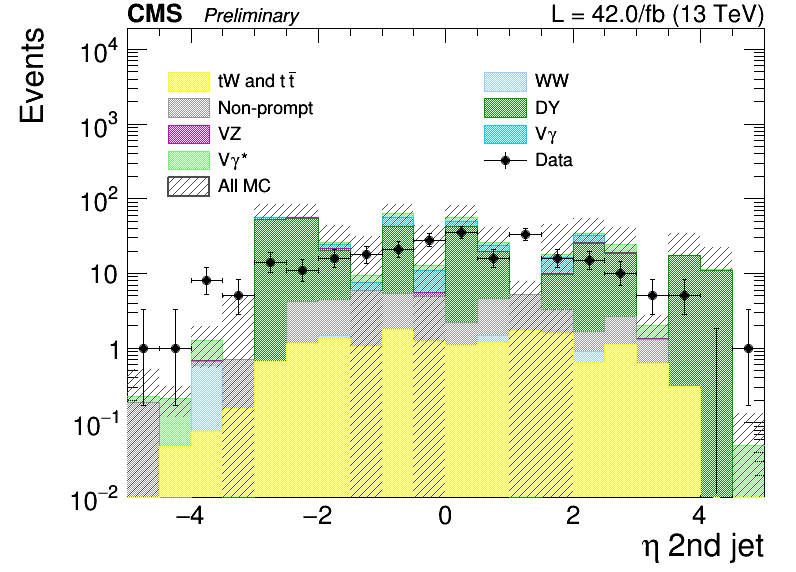 CMS Preliminary L = 42.0/fb (13 TeV)
Events
10⁴
10³
10²
10
1
10⁻¹
10⁻²
tW and t t̅
Non-prompt
VZ
Vγ*
All MC
WW
DY
Vγ
Data
−4 −2 0 2 4
η 2nd jet